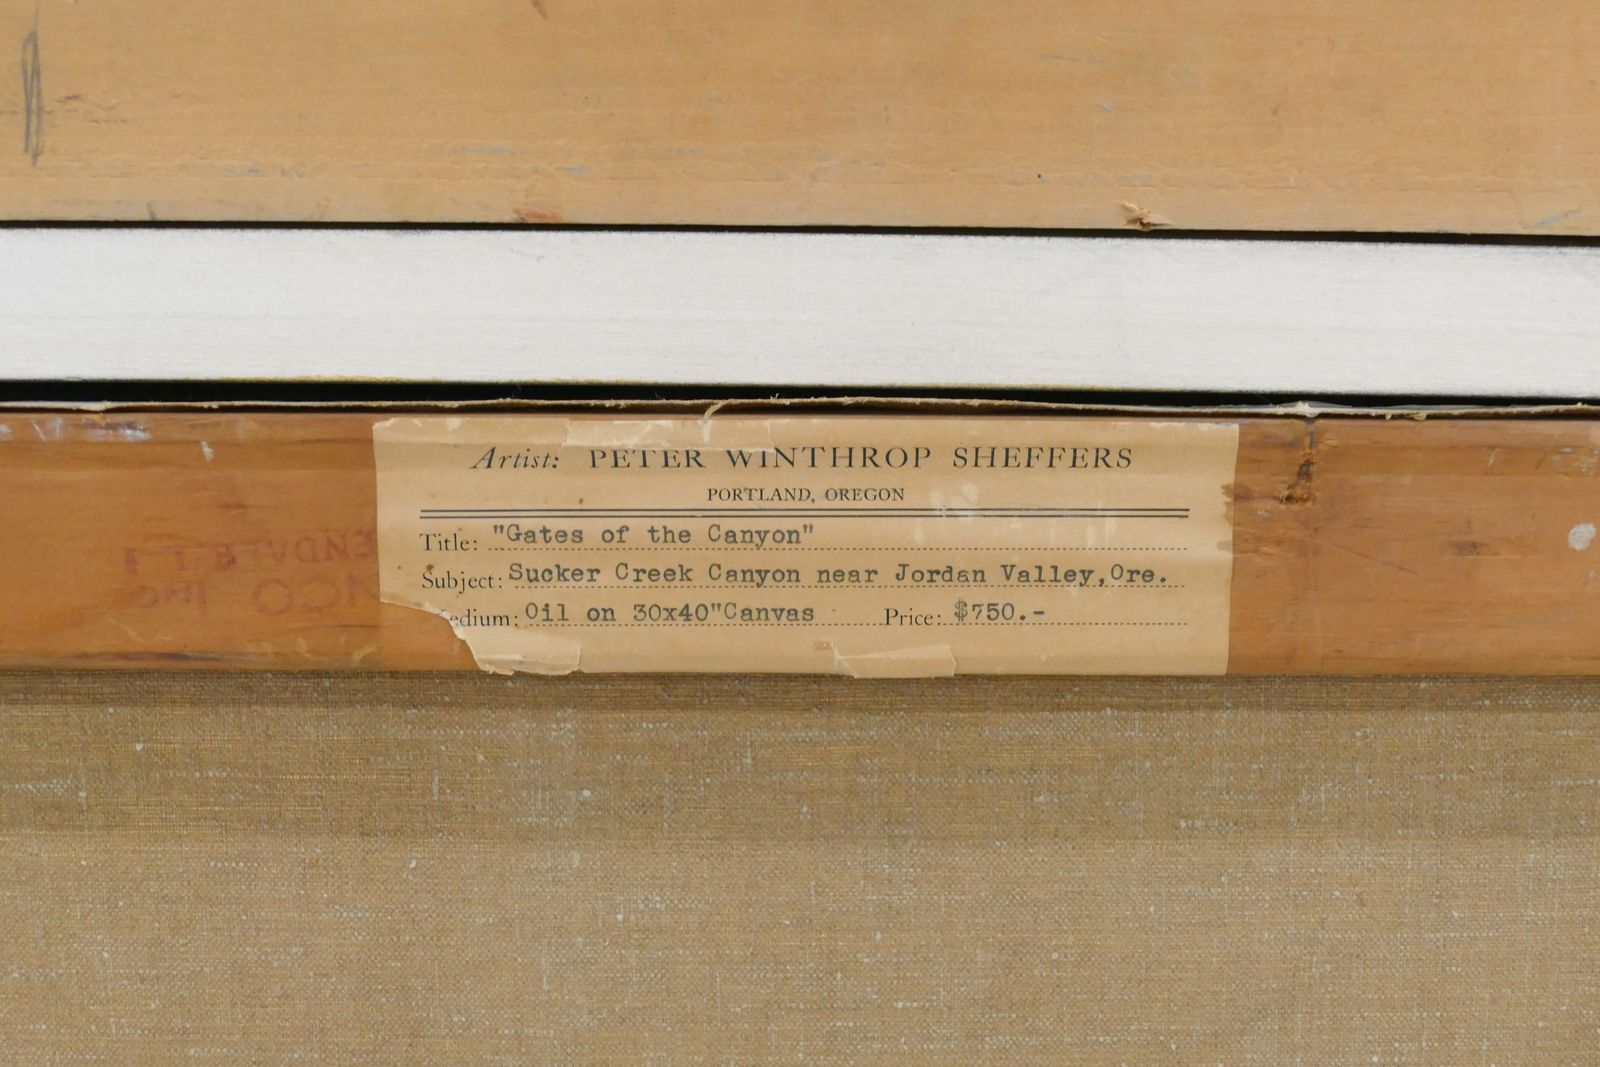 Artist: PETER WINTHROP SHEFFERS
PORTLAND, OREGON
Title: "Gates of the Canyon"
Subject: Sucker Creek Canyon near Jordan Valley, Ore.
edium: Oil on 30x40"Canvas Price: $750.-